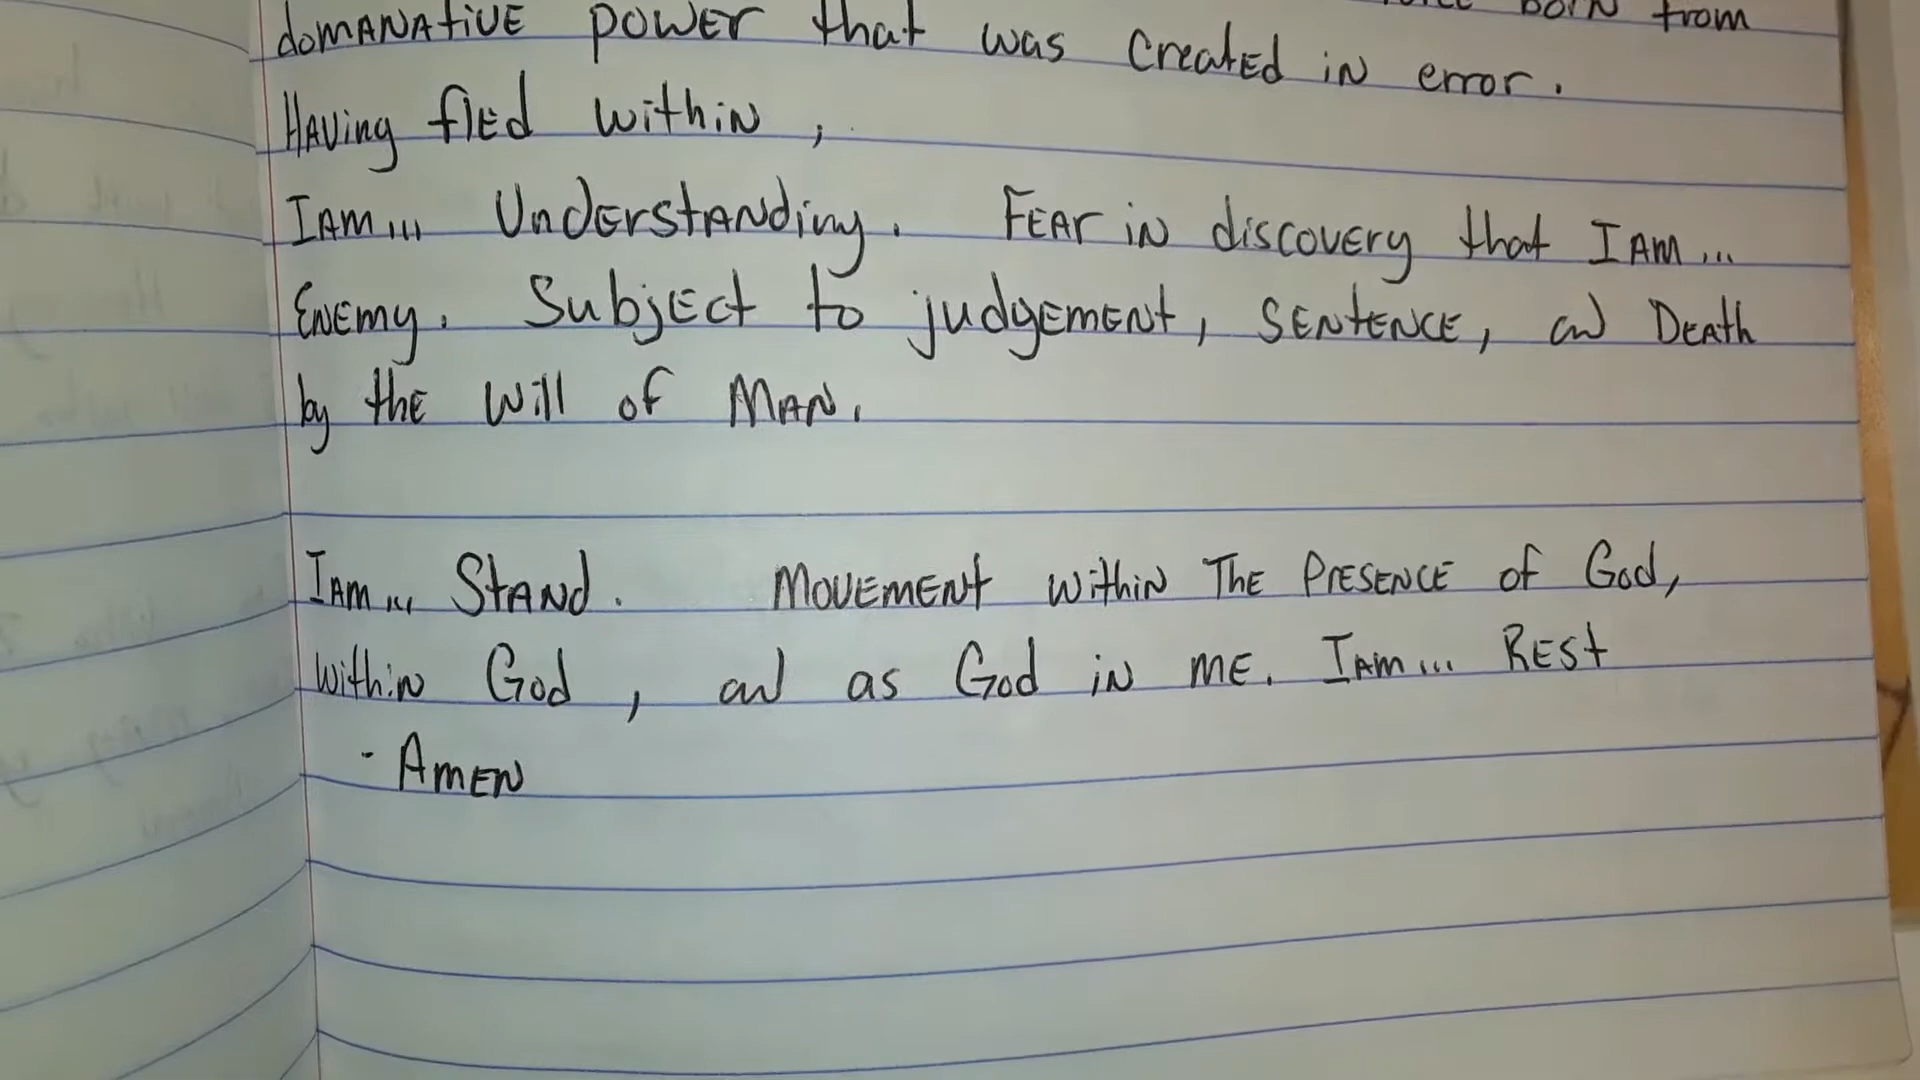 born from
domanative power that was created in error.
Having fled within,
I am... Understanding. Fear in discovery that I am...
Enemy. Subject to judgement, sentence, and Death
by the will of Man.
I am... Stand. Movement within The Presence of God,
within God, and as God in me. I am... Rest
- Amen